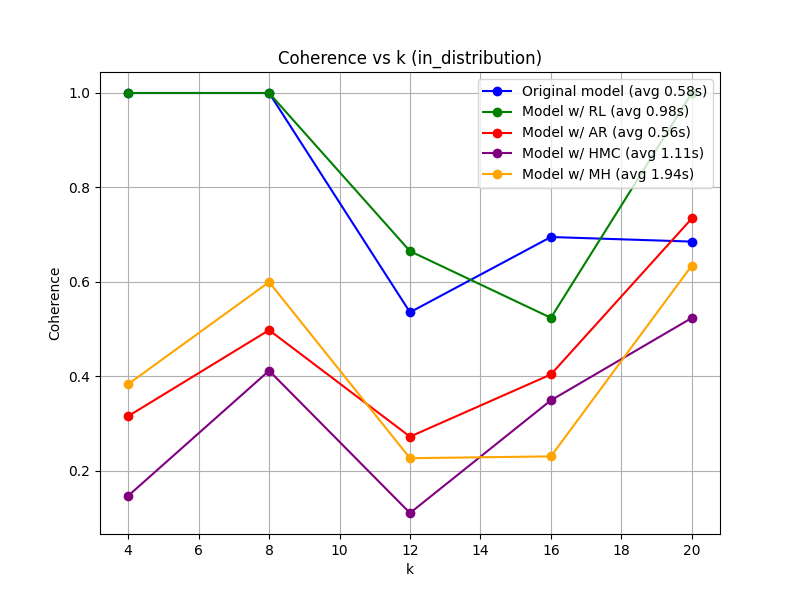 Coherence vs k (in_distribution)
Original model (avg 0.58s)
Model w/ RL (avg 0.98s)
Model w/ AR (avg 0.56s)
Model w/ HMC (avg 1.11s)
Model w/ MH (avg 1.94s)
Coherence
1.0
0.8
0.6
0.4
0.2
4 6 8 10 12 14 16 18 20
k